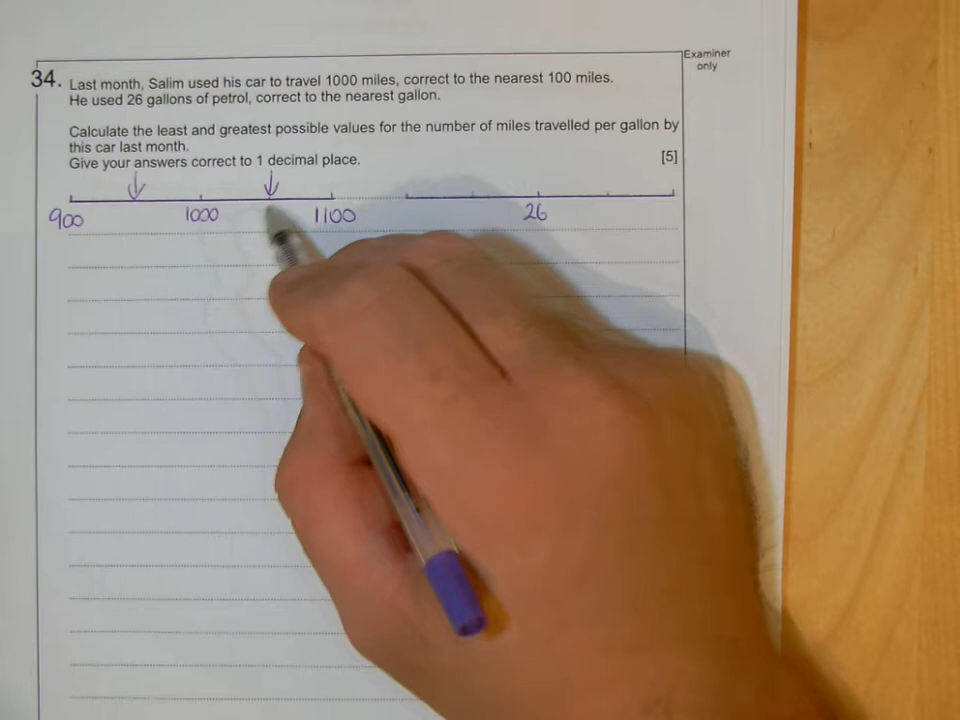 Examiner
only
34. Last month, Salim used his car to travel 1000 miles, correct to the nearest 100 miles.
He used 26 gallons of petrol, correct to the nearest gallon.
Calculate the least and greatest possible values for the number of miles travelled per gallon by
this car last month.
Give your answers correct to 1 decimal place. [5]
900 1000 1100 26